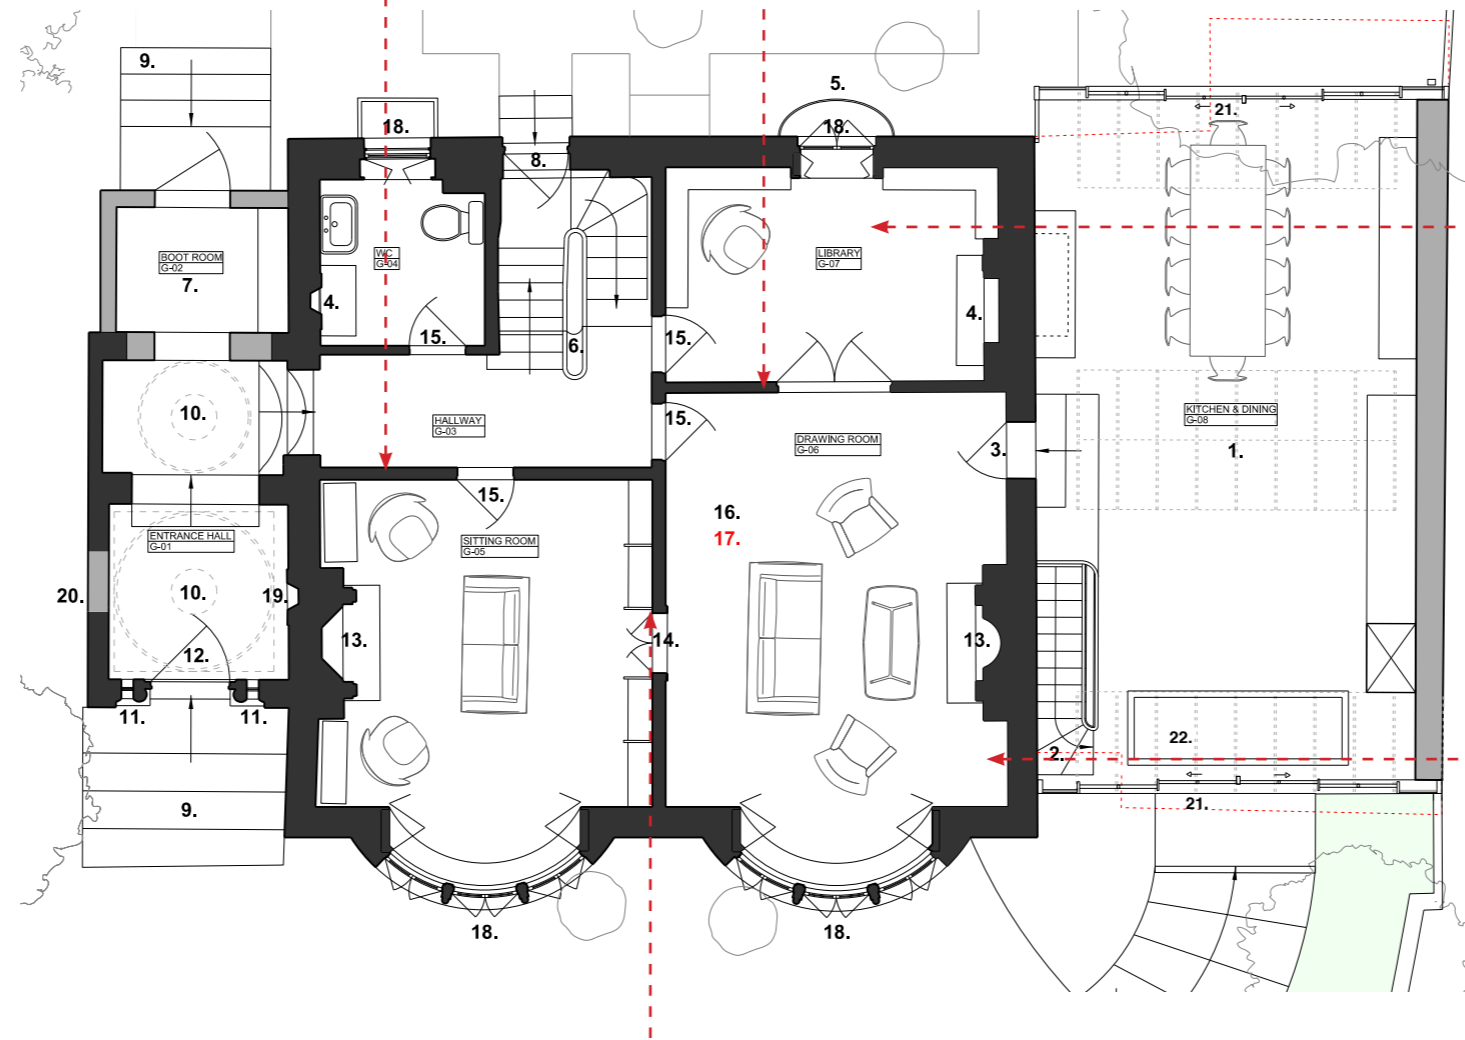 9.
5.
18.
18.
21.
8.
BOOT ROOM
G-02
7.
WC
G-04
LIBRARY
G-07
4.
4.
15.
6.
15.
10.
HALLWAY
G-03
15.
DRAWING ROOM
G-06
3.
KITCHEN & DINING
G-08
1.
15.
16.
17.
ENTRANCE HALL
G-01
SITTING ROOM
G-05
20.
10.
19.
12.
13.
14.
13.
11.
11.
22.
2.
9.
21.
18.
18.